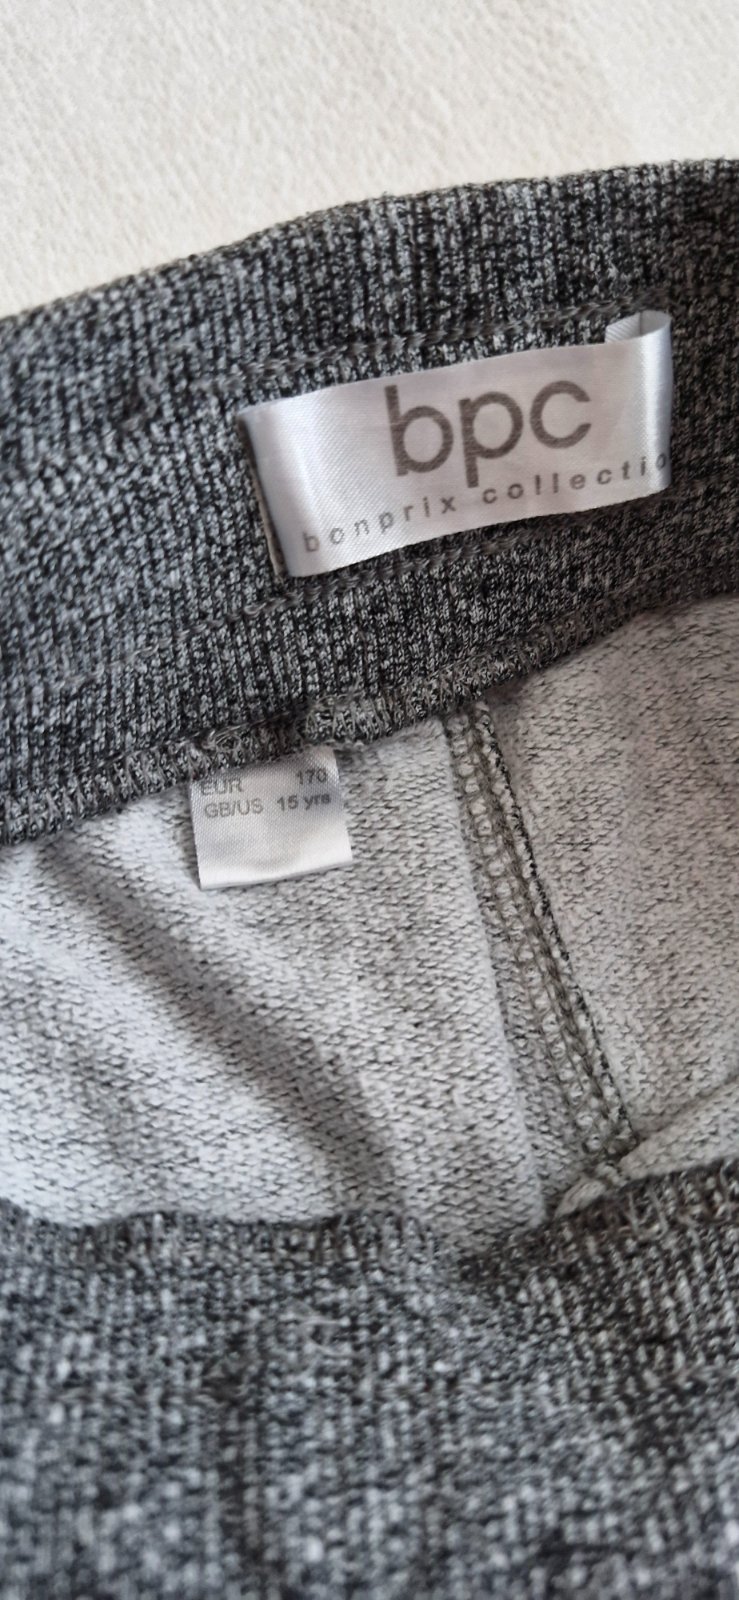 bpc
bonprix collectio
EUR 170
GB/US 15 yrs